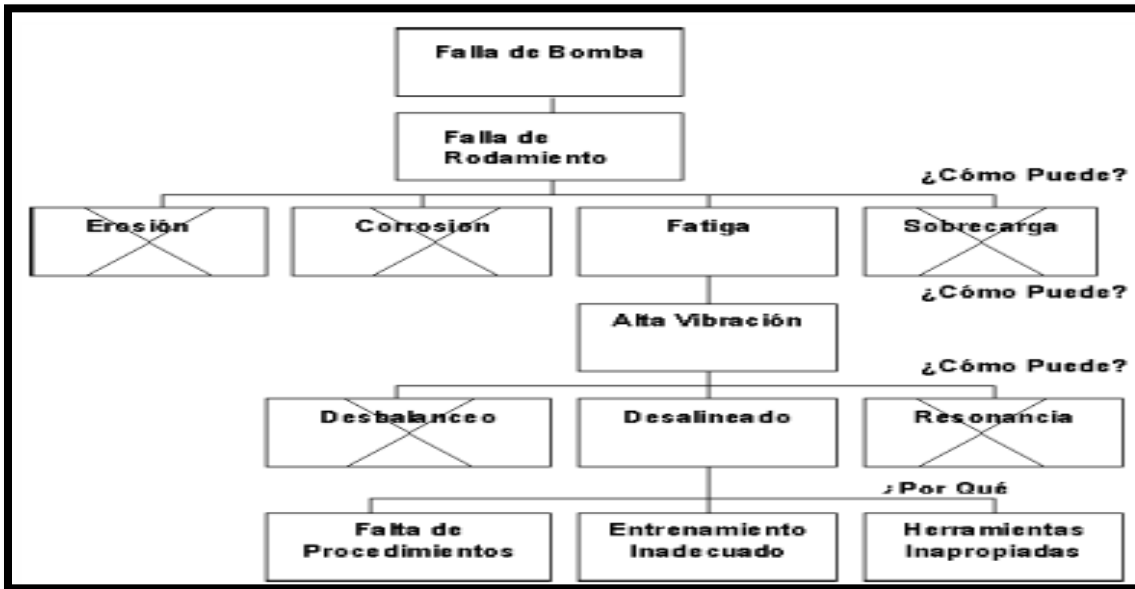 Falla de Bomba
Falla de
Rodamiento
¿Cómo Puede?
Erosión
Corrosion
Fatiga
Sobrecarga
¿Cómo Puede?
Alta Vibración
¿Cómo Puede?
Desbalanceo
Desalineado
Resonancia
¿Por Qué
Falta de
Procedimientos
Entrenamiento
Inadecuado
Herramientas
Inapropiadas